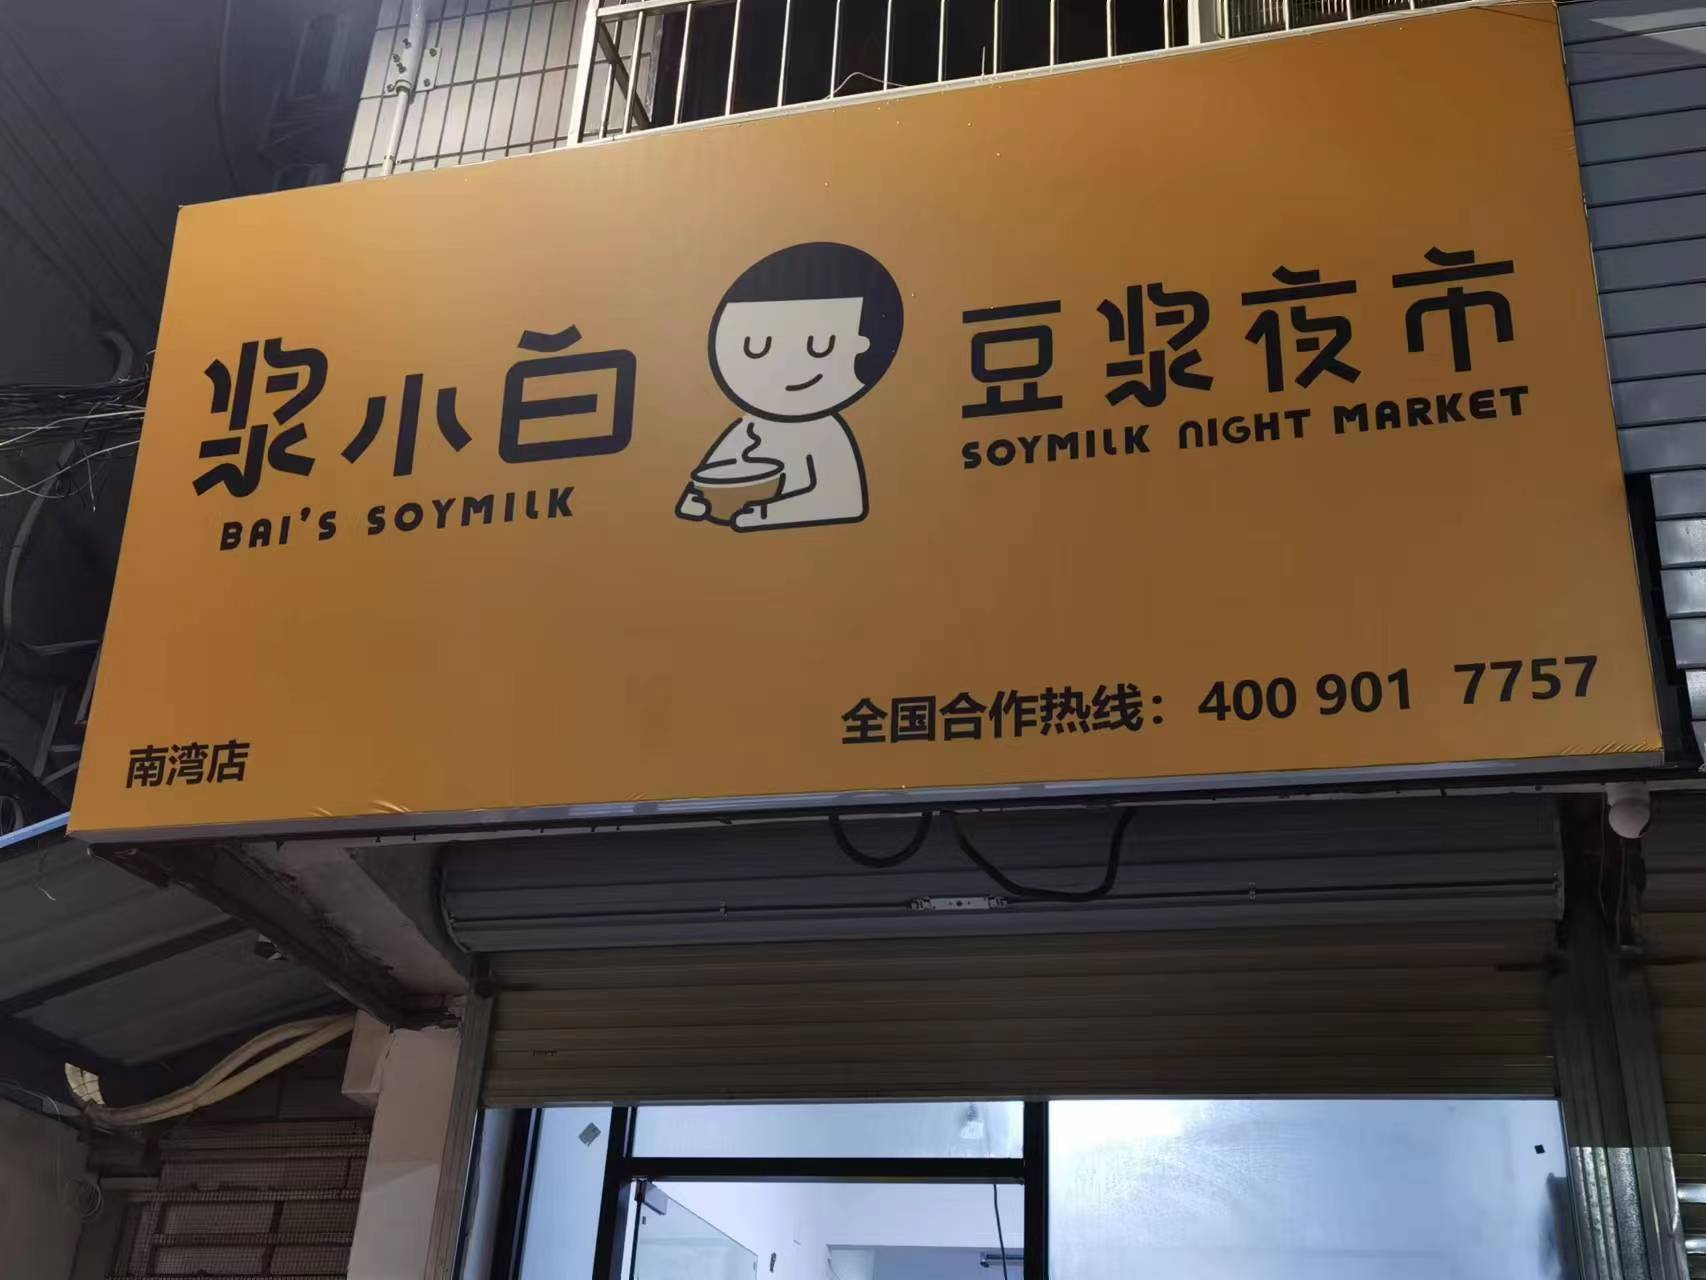 浆小白
BAI'S SOYMILK
豆浆夜市
SOYMILK NIGHT MARKET
全国合作热线：400 901 7757
南湾店